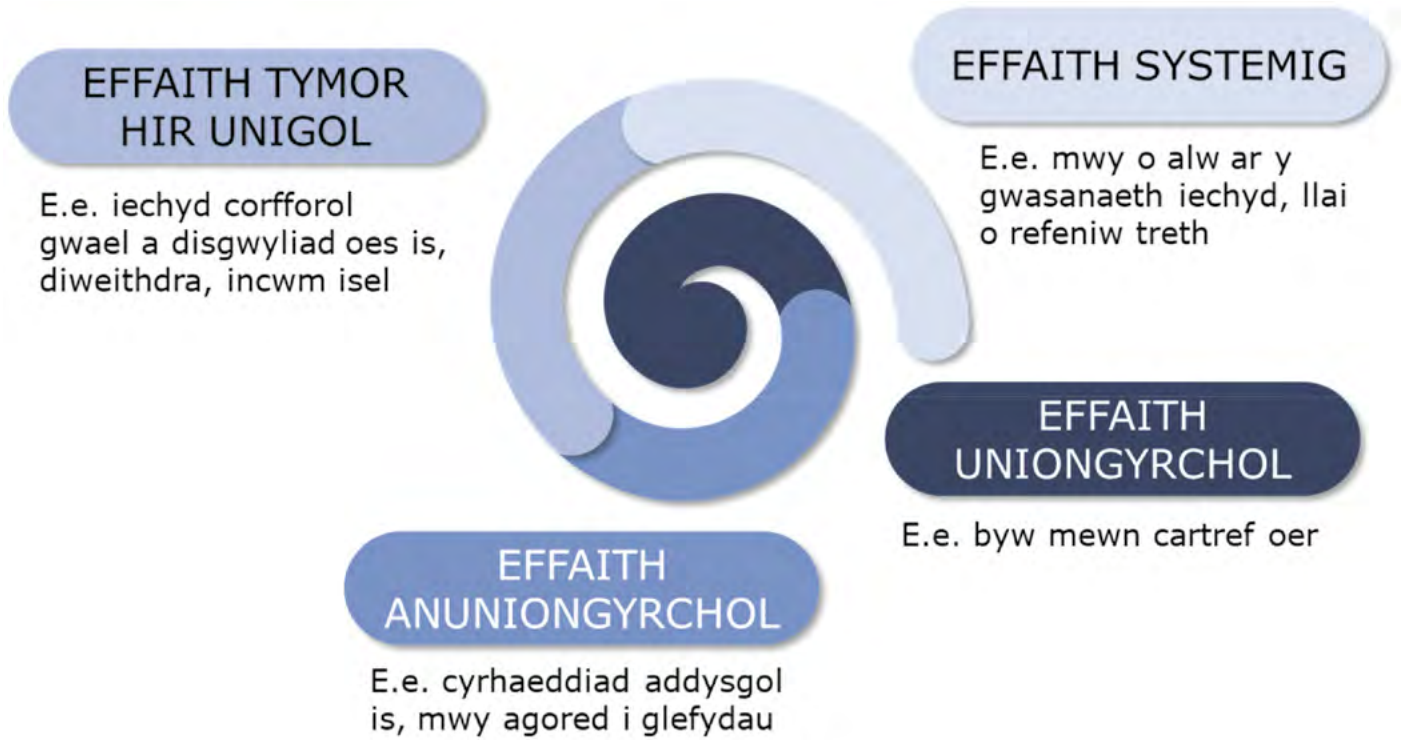 EFFAITH TYMOR
HIR UNIGOL
E.e. iechyd corfforol
gwael a disgwyliad oes is,
diweithdra, incwm isel
EFFAITH SYSTEMIG
E.e. mwy o alw ar y
gwasanaeth iechyd, llai
o refeniw treth
EFFAITH
UNIONGYRCHOL
E.e. byw mewn cartref oer
EFFAITH
ANUNIONGYRCHOL
E.e. cyrhaeddiad addysgol
is, mwy agored i glefydau